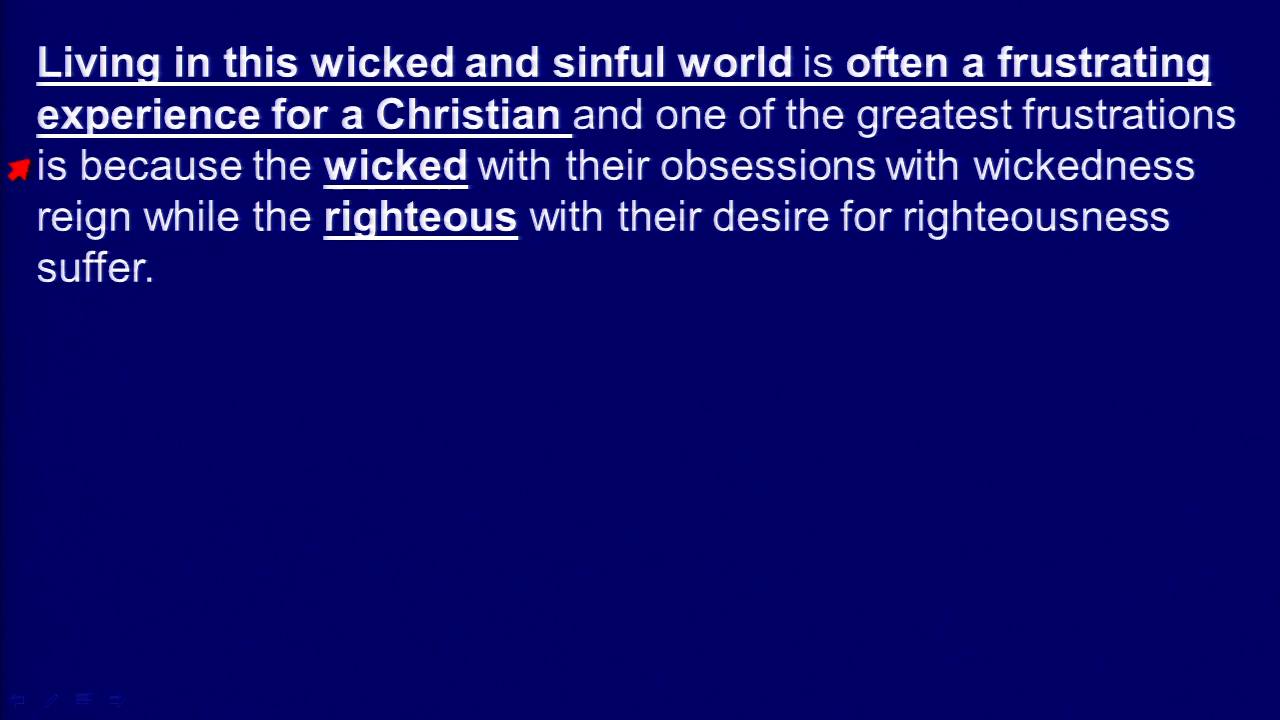 Living in this wicked and sinful world is often a frustrating
experience for a Christian and one of the greatest frustrations
is because the wicked with their obsessions with wickedness
reign while the righteous with their desire for righteousness
suffer.